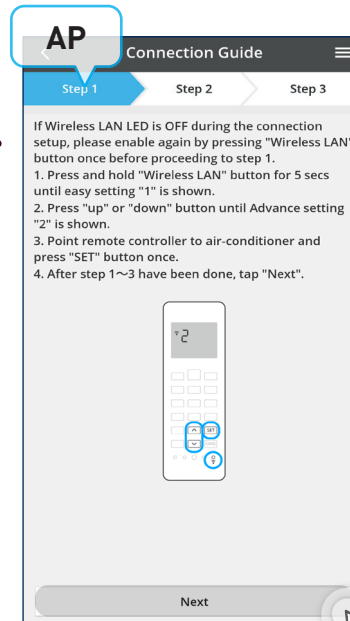 AP
Connection Guide
Step 1
Step 2
Step 3
If Wireless LAN LED is OFF during the connection
setup, please enable again by pressing "Wireless LAN"
button once before proceeding to step 1.
1. Press and hold "Wireless LAN" button for 5 secs
until easy setting "1" is shown.
2. Press "up" or "down" button until Advance setting
"2" is shown.
3. Point remote controller to air-conditioner and
press "SET" button once.
4. After step 1～3 have been done, tap "Next".
2
SET
Next